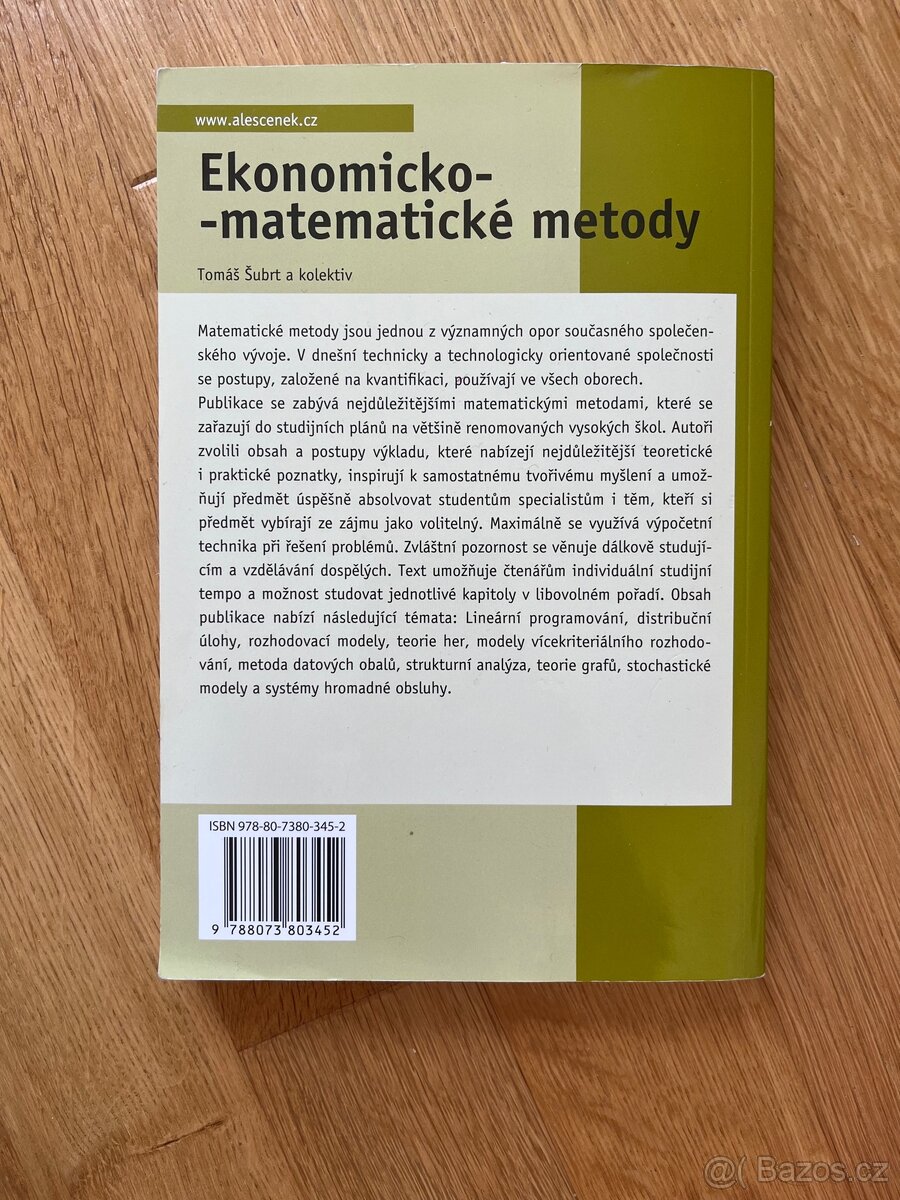 www.alescenek.cz
Ekonomicko-
-matematické metody
Tomáš Šubrt a kolektiv
Matematické metody jsou jednou z významných opor současného společen-
ského vývoje. V dnešní technicky a technologicky orientované společnosti
se postupy, založené na kvantifikaci, používají ve všech oborech.
Publikace se zabývá nejdůležitějšími matematickými metodami, které se
zařazují do studijních plánů na většině renomovaných vysokých škol. Autoři
zvolili obsah a postupy výkladu, které nabízejí nejdůležitější teoretické
i praktické poznatky, inspirují k samostatnému tvořivému myšlení a umož-
ňují předmět úspěšně absolvovat studentům specialistům i těm, kteří si
předmět vybírají ze zájmu jako volitelný. Maximálně se využívá výpočetní
technika při řešení problémů. Zvláštní pozornost se věnuje dálkově studují-
cím a vzdělávání dospělých. Text umožňuje čtenářům individuální studijní
tempo a možnost studovat jednotlivé kapitoly v libovolném pořadí. Obsah
publikace nabízí následující témata: Lineární programování, distribuční
úlohy, rozhodovací modely, teorie her, modely vícekriteriálního rozhodo-
vání, metoda datových obalů, strukturní analýza, teorie grafů, stochastické
modely a systémy hromadné obsluhy.
ISBN 978-80-7380-345-2
9 788073 803452
@( Bazos.cz